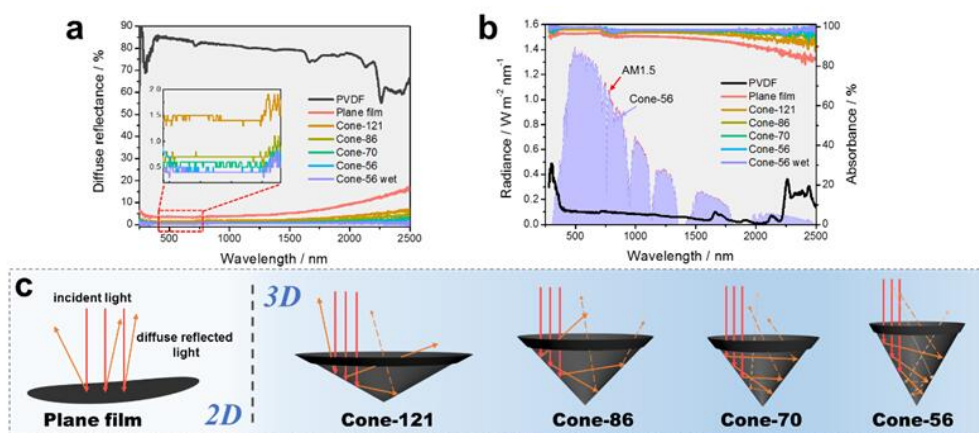 a
Diffuse reflectance / %
90
80
70
60
50
40
30
20
10
0
2.0
1.5
1.0
0.5
PVDF
Plane film
Cone-121
Cone-86
Cone-70
Cone-56
Cone-56 wet
500 1000 1500 2000 2500
Wavelength / nm
b
Radiance / W m⁻² nm⁻¹
1.6
1.4
1.2
1.0
0.8
0.6
0.4
0.2
0.0
AM1.5
Cone-56
PVDF
Plane film
Cone-121
Cone-86
Cone-70
Cone-56
Cone-56 wet
100
80
60
40
20
0
Absorbance / %
500 1000 1500 2000 2500
Wavelength / nm
c
incident light
diffuse reflected
light
Plane film
2D
3D
Cone-121
Cone-86
Cone-70
Cone-56